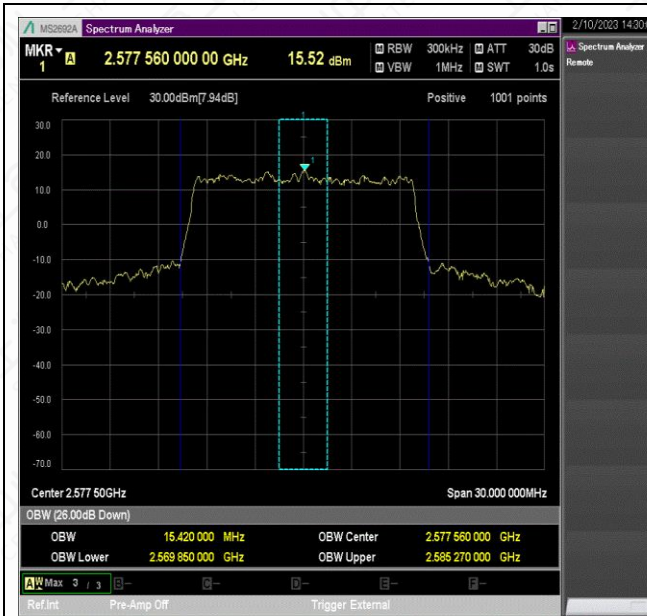 MS2692A Spectrum Analyzer
2/10/2023 14:30
MKR 1 A 2.577 560 000 00 GHz 15.52 dBm
M RBW 300kHz M ATT 30dB
M VBW 1MHz M SWT 1.0s
Spectrum Analyzer
Remote
Reference Level 30.00dBm[7.94dB] Positive 1001 points
1
30.0
20.0
1
10.0
0.0
-10.0
-20.0
-30.0
-40.0
-50.0
-60.0
-70.0
Center 2.577 50GHz Span 30.000 000MHz
OBW (26.00dB Down)
OBW 15.420 000 MHz OBW Center 2.577 560 000 GHz
OBW Lower 2.569 850 000 GHz OBW Upper 2.585 270 000 GHz
A W Max 3 / 3 B- C- D- E- F-
Ref.Int Pre-Amp Off Trigger External